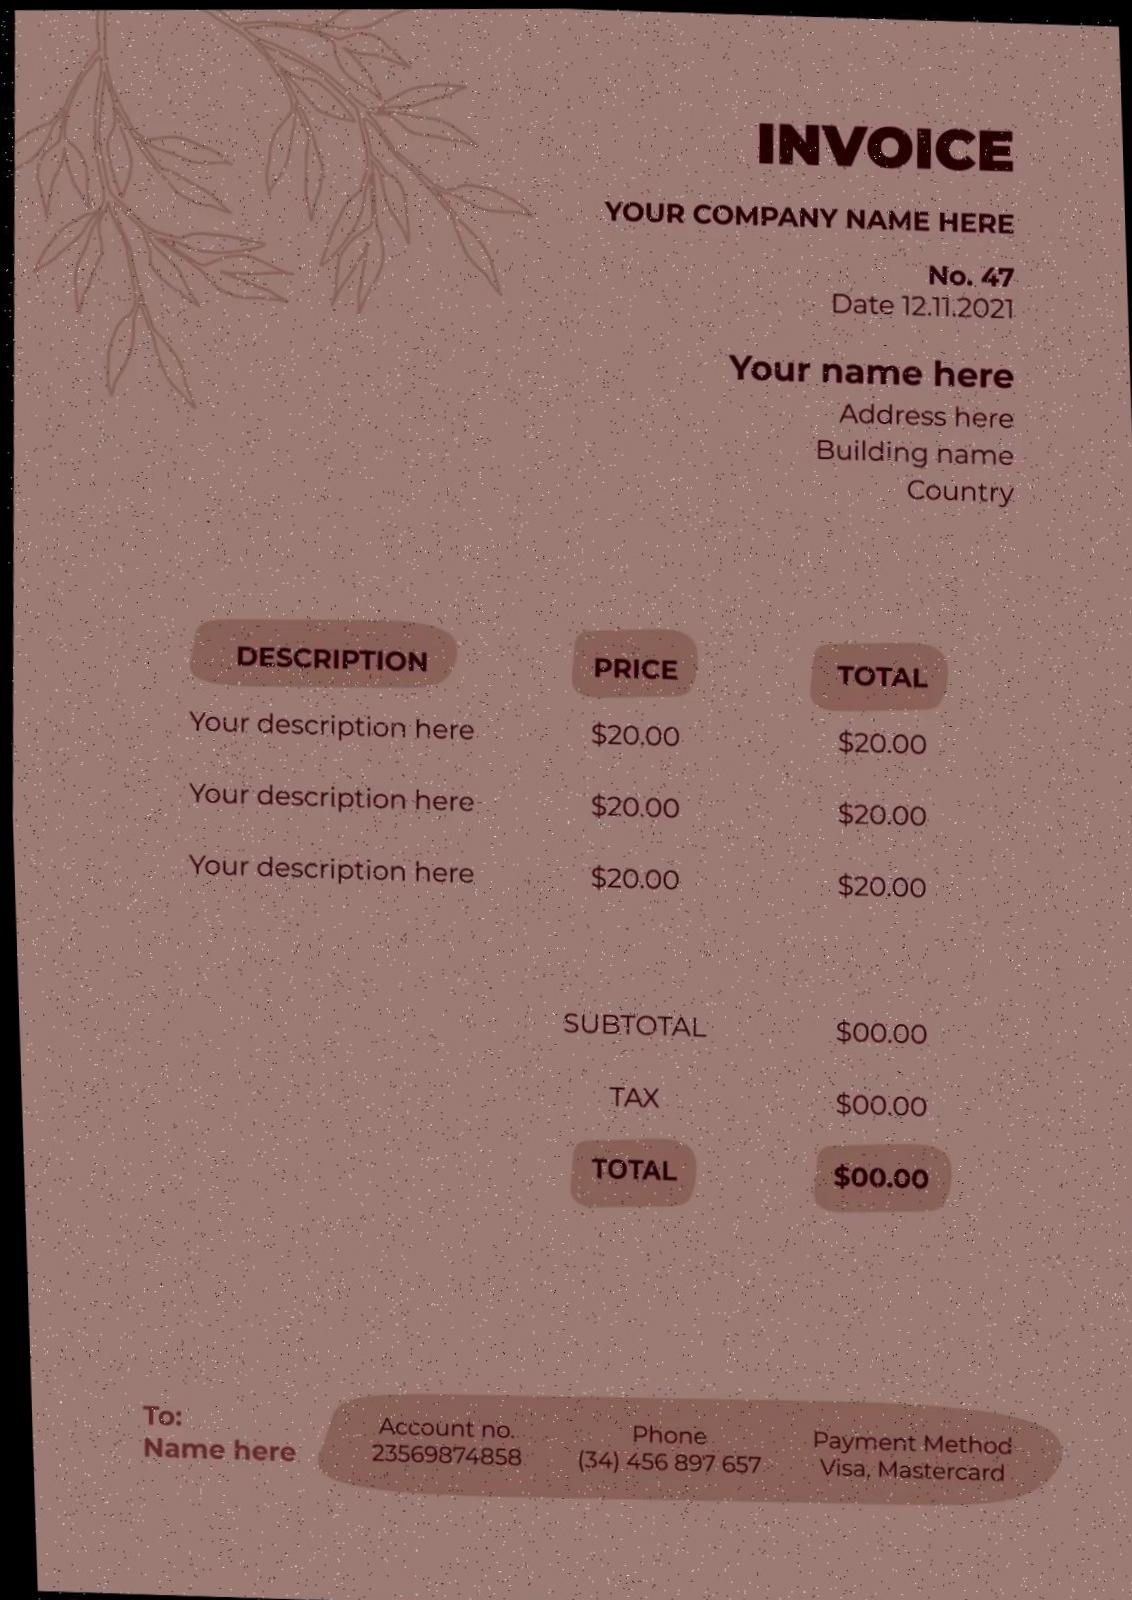 INVOICE
YOUR COMPANY NAME HERE
No. 47
Date 12.11.2021
Your name here
Address here
Building name
Country
DESCRIPTION PRICE TOTAL
Your description here $20.00 $20.00
Your description here $20.00 $20.00
Your description here $20.00 $20.00
SUBTOTAL $00.00
TAX $00.00
TOTAL $00.00
To:
Name here
Account no. Phone Payment Method
23569874858 (34) 456 897 657 Visa, Mastercard